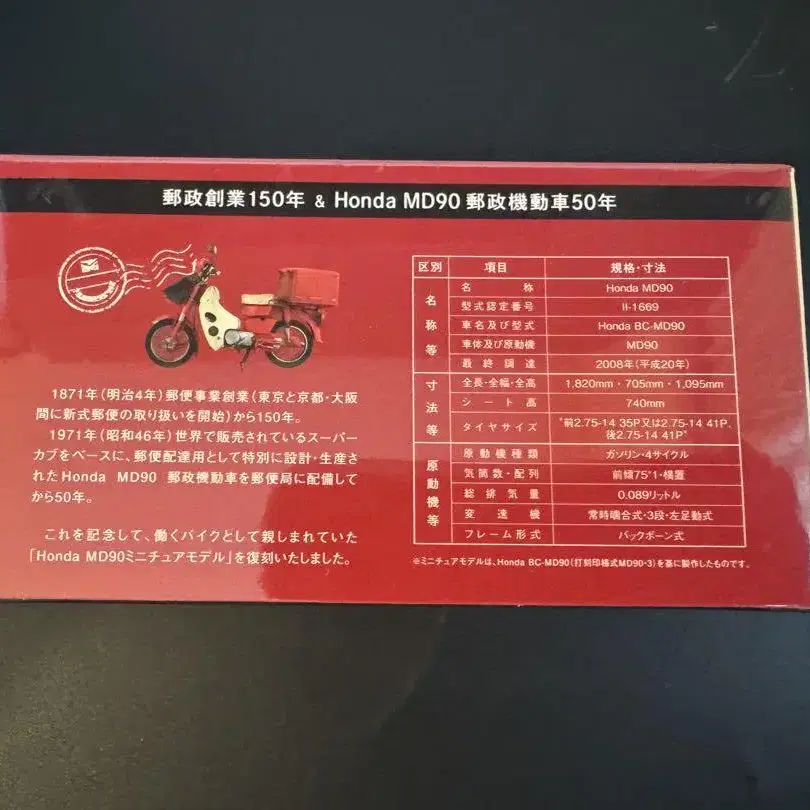 郵政創業150年 & Honda MD90 郵政機動車50年
1871年(明治4年)郵便事業創業(東京と京都・大阪
間に新式郵便の取り扱いを開始)から150年。
1971年(昭和46年)世界で販売されているスーパー
カブをベースに、郵便配達用として特別に設計・生産さ
れたHonda MD90 郵政機動車を郵便局に配備して
から50年。
これを記念して、働くバイクとして親しまれていた
「Honda MD90ミニチュアモデル」を復刻いたしました。
区別 項目 規格・寸法
名称等
名称 Honda MD90
型式認定番号 II-1669
車名及び型式 Honda BC-MD90
車体及び原動機 MD90
最終調達 2008年(平成20年)
寸法等
全長・全幅・全高 1,820mm・705mm・1,095mm
シート高 740mm
タイヤサイズ "前2.75-14 35P又は2.75-14 41P、
後2.75-14 41P"
原動機等
原動機種類 ガソリン・4サイクル
気筒数・配列 前傾75°1・横置
総排気量 0.089リットル
変速機 常時噛合式・3段・左足動式
フレーム形式 バックボーン式
※ミニチュアモデルは、Honda BC-MD90(打刻印様式MD90-3)を基に製作したものです。